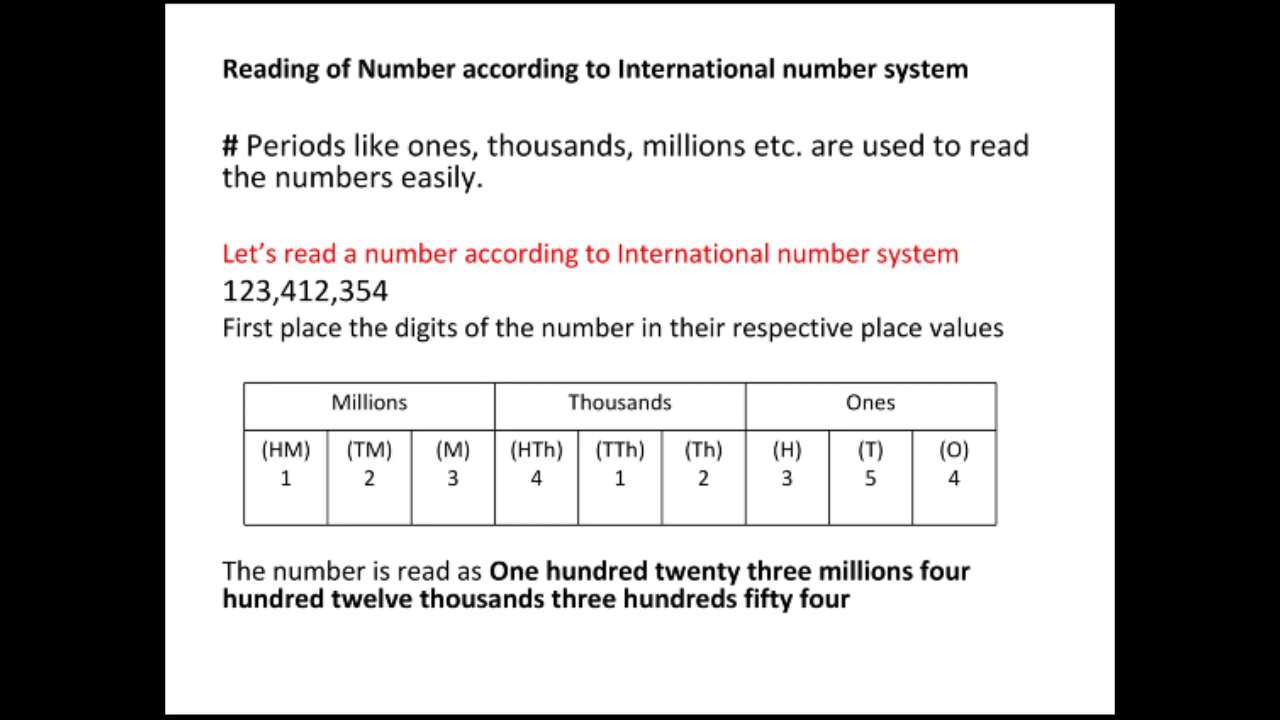 Reading of Number according to International number system
# Periods like ones, thousands, millions etc. are used to read
the numbers easily.
Let’s read a number according to International number system
123,412,354
First place the digits of the number in their respective place values
Millions Thousands Ones
(HM) (TM) (M) (HTh) (TTh) (Th) (H) (T) (O)
1 2 3 4 1 2 3 5 4
The number is read as One hundred twenty three millions four
hundred twelve thousands three hundreds fifty four